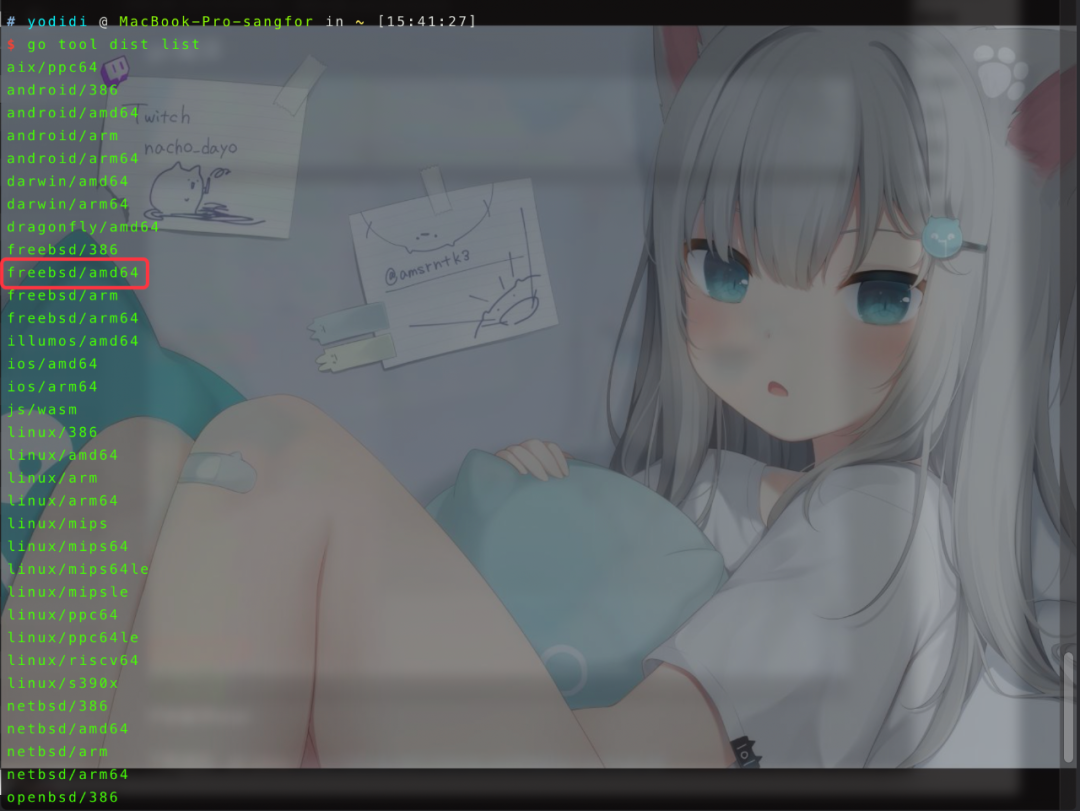 # yodidi @ MacBook-Pro-sangfor in ~ [15:41:27]
$ go tool dist list
aix/ppc64
android/386
android/amd64
Twitch
android/arm
nacho_dayo
android/arm64
darwin/amd64
darwin/arm64
dragonfly/amd64
freebsd/386
freebsd/amd64
@amsrntk3
freebsd/arm
freebsd/arm64
illumos/amd64
ios/amd64
ios/arm64
js/wasm
linux/386
linux/amd64
linux/arm
linux/arm64
linux/mips
linux/mips64
linux/mips64le
linux/mipsle
linux/ppc64
linux/ppc64le
linux/riscv64
linux/s390x
netbsd/386
netbsd/amd64
netbsd/arm
netbsd/arm64
openbsd/386